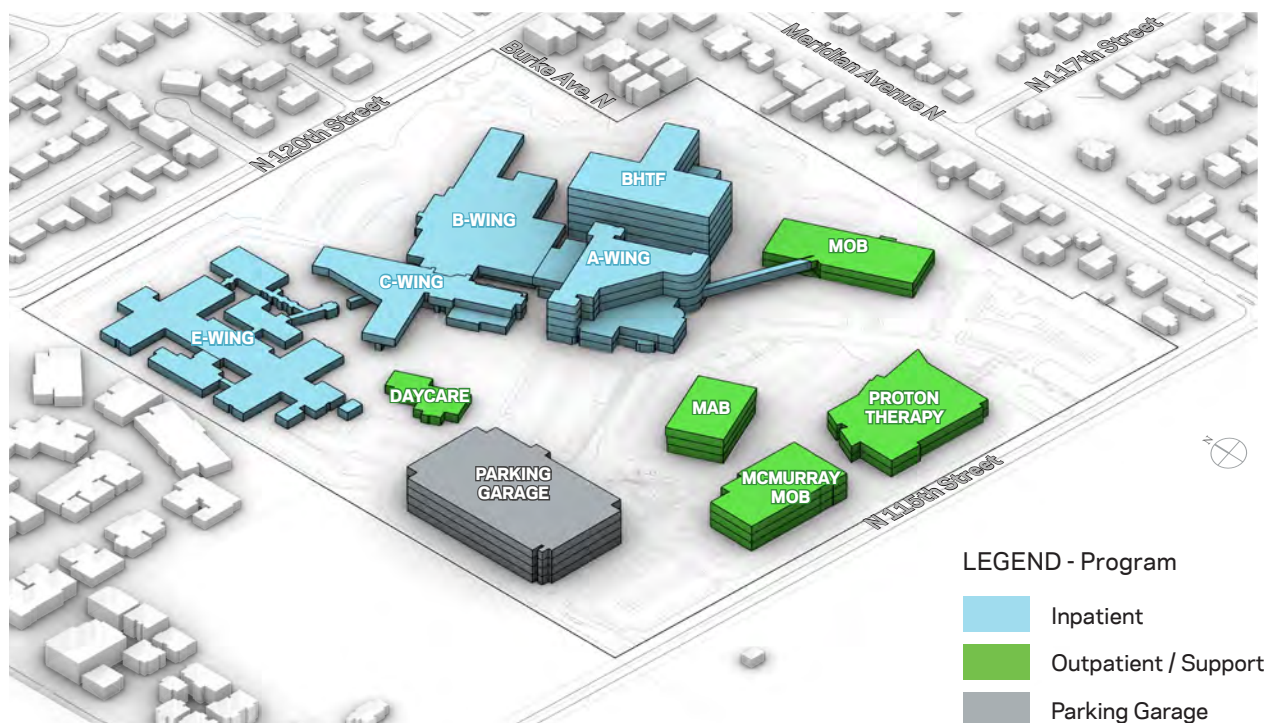 Burke Ave. N
Meridian Avenue N
N 117th Street
N 120th Street
BHTF
B-WING
MOB
A-WING
C-WING
E-WING
DAYCARE
MAB
PROTON
THERAPY
PARKING
GARAGE
MCMURRAY
MOB
N
N 115th Street
LEGEND - Program
Inpatient
Outpatient / Support
Parking Garage